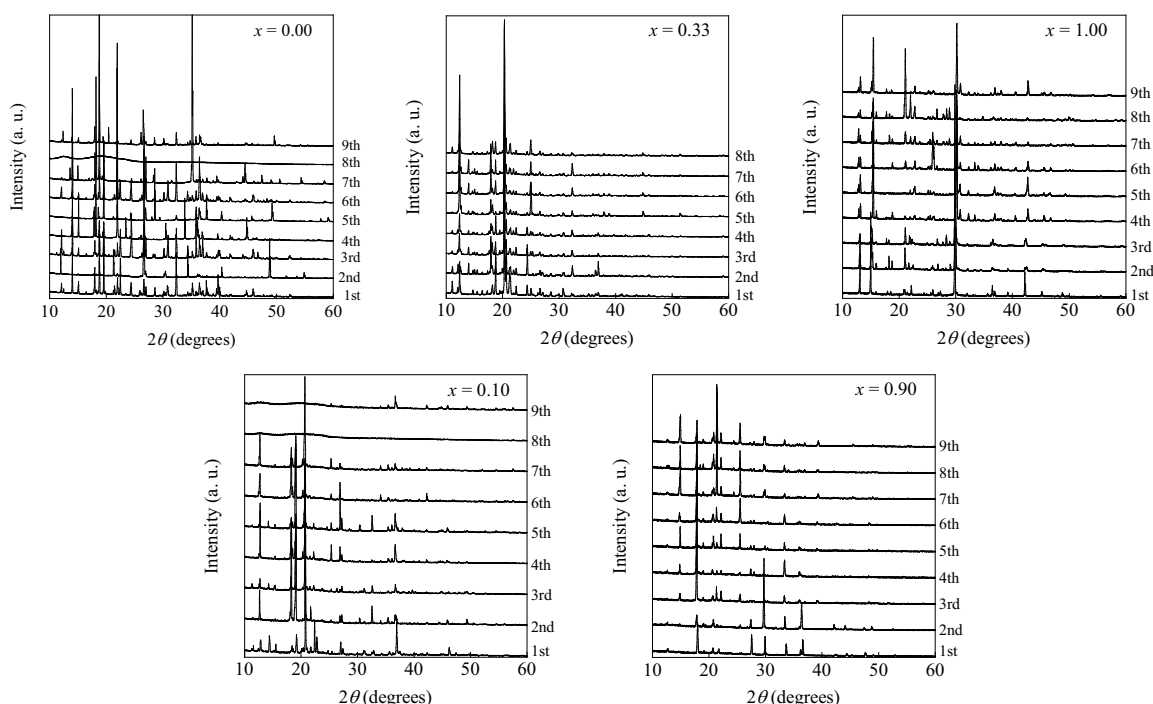 x = 0.00
Intensity (a. u.)
9th
8th
7th
6th
5th
4th
3rd
2nd
1st
10 20 30 40 50 60
2θ (degrees)
x = 0.33
Intensity (a. u.)
8th
7th
6th
5th
4th
3rd
2nd
1st
10 20 30 40 50 60
2θ (degrees)
x = 1.00
Intensity (a. u.)
9th
8th
7th
6th
5th
4th
3rd
2nd
1st
10 20 30 40 50 60
2θ (degrees)
x = 0.10
Intensity (a. u.)
9th
8th
7th
6th
5th
4th
3rd
2nd
1st
10 20 30 40 50 60
2θ (degrees)
x = 0.90
Intensity (a. u.)
9th
8th
7th
6th
5th
4th
3rd
2nd
1st
10 20 30 40 50 60
2θ (degrees)